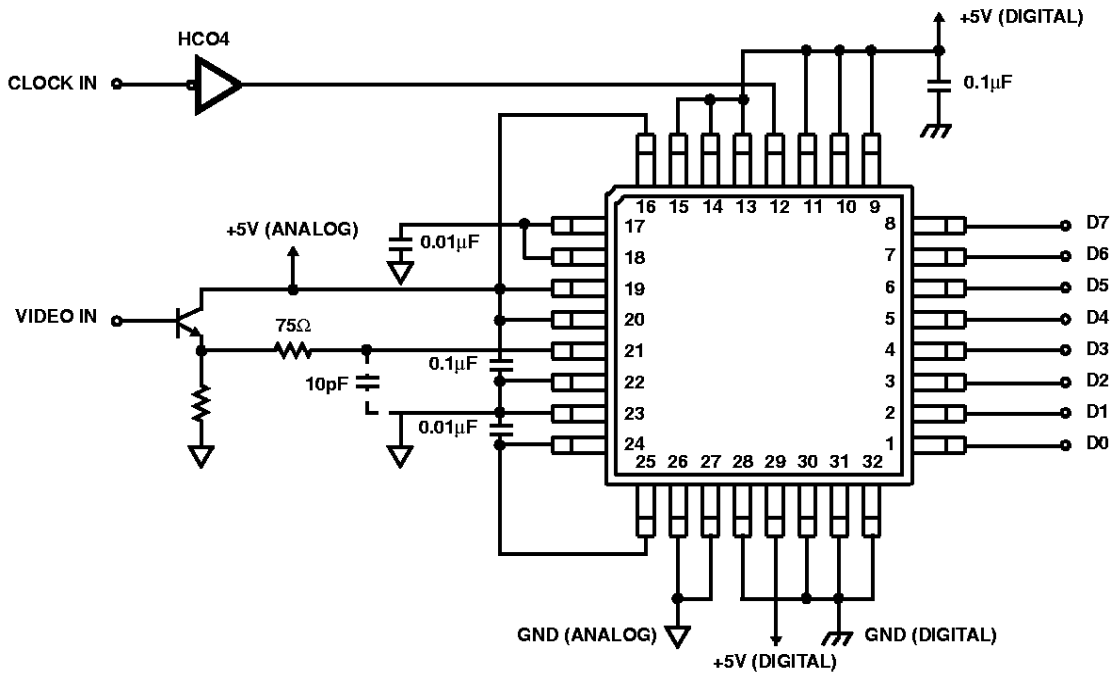 +5V (DIGITAL)
HCO4
CLOCK IN
0.1µF
16 15 14 13 12 11 10 9
17
8
D7
+5V (ANALOG)
0.01µF
18
7
D6
19
6
D5
VIDEO IN
75Ω
20
5
D4
21
4
D3
10pF
0.1µF
22
3
D2
23
2
D1
0.01µF
24
1
D0
25 26 27 28 29 30 31 32
GND (ANALOG)
GND (DIGITAL)
+5V (DIGITAL)